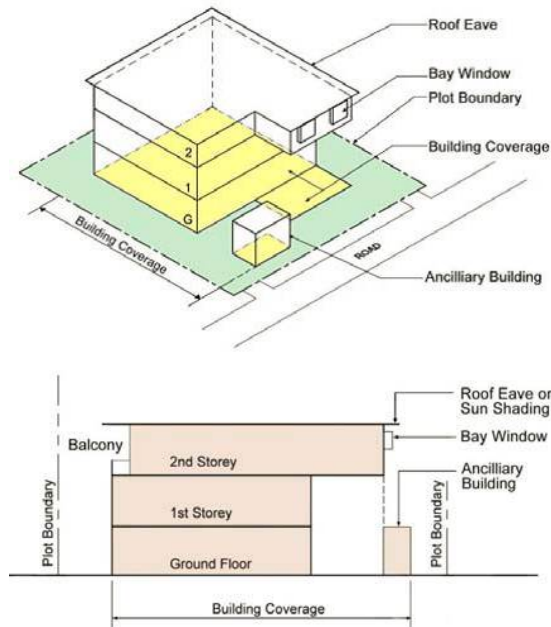 Roof Eave
Bay Window
Plot Boundary
Building Coverage
2
1
G
Building Coverage
ROAD
Ancilliary Building
Roof Eave or
Sun Shading
Balcony
Bay Window
2nd Storey
Ancilliary
Building
1st Storey
Plot Boundary
Plot Boundary
Ground Floor
Building Coverage